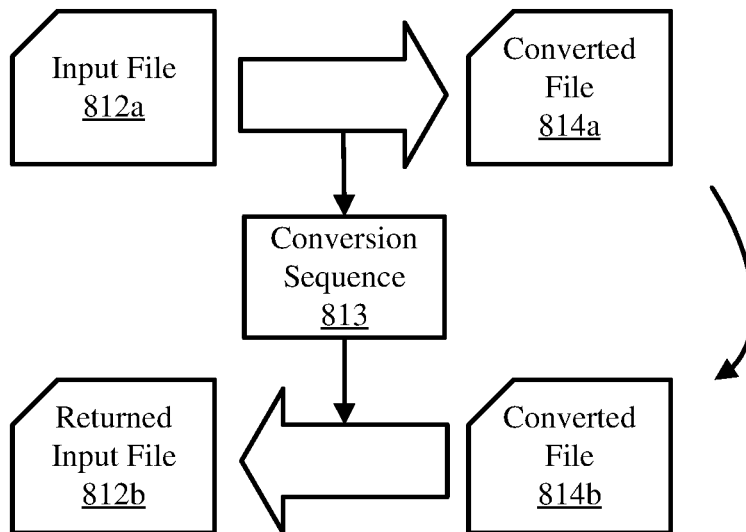 Input File
812a
Converted
File
814a
Conversion
Sequence
813
Returned
Input File
812b
Converted
File
814b